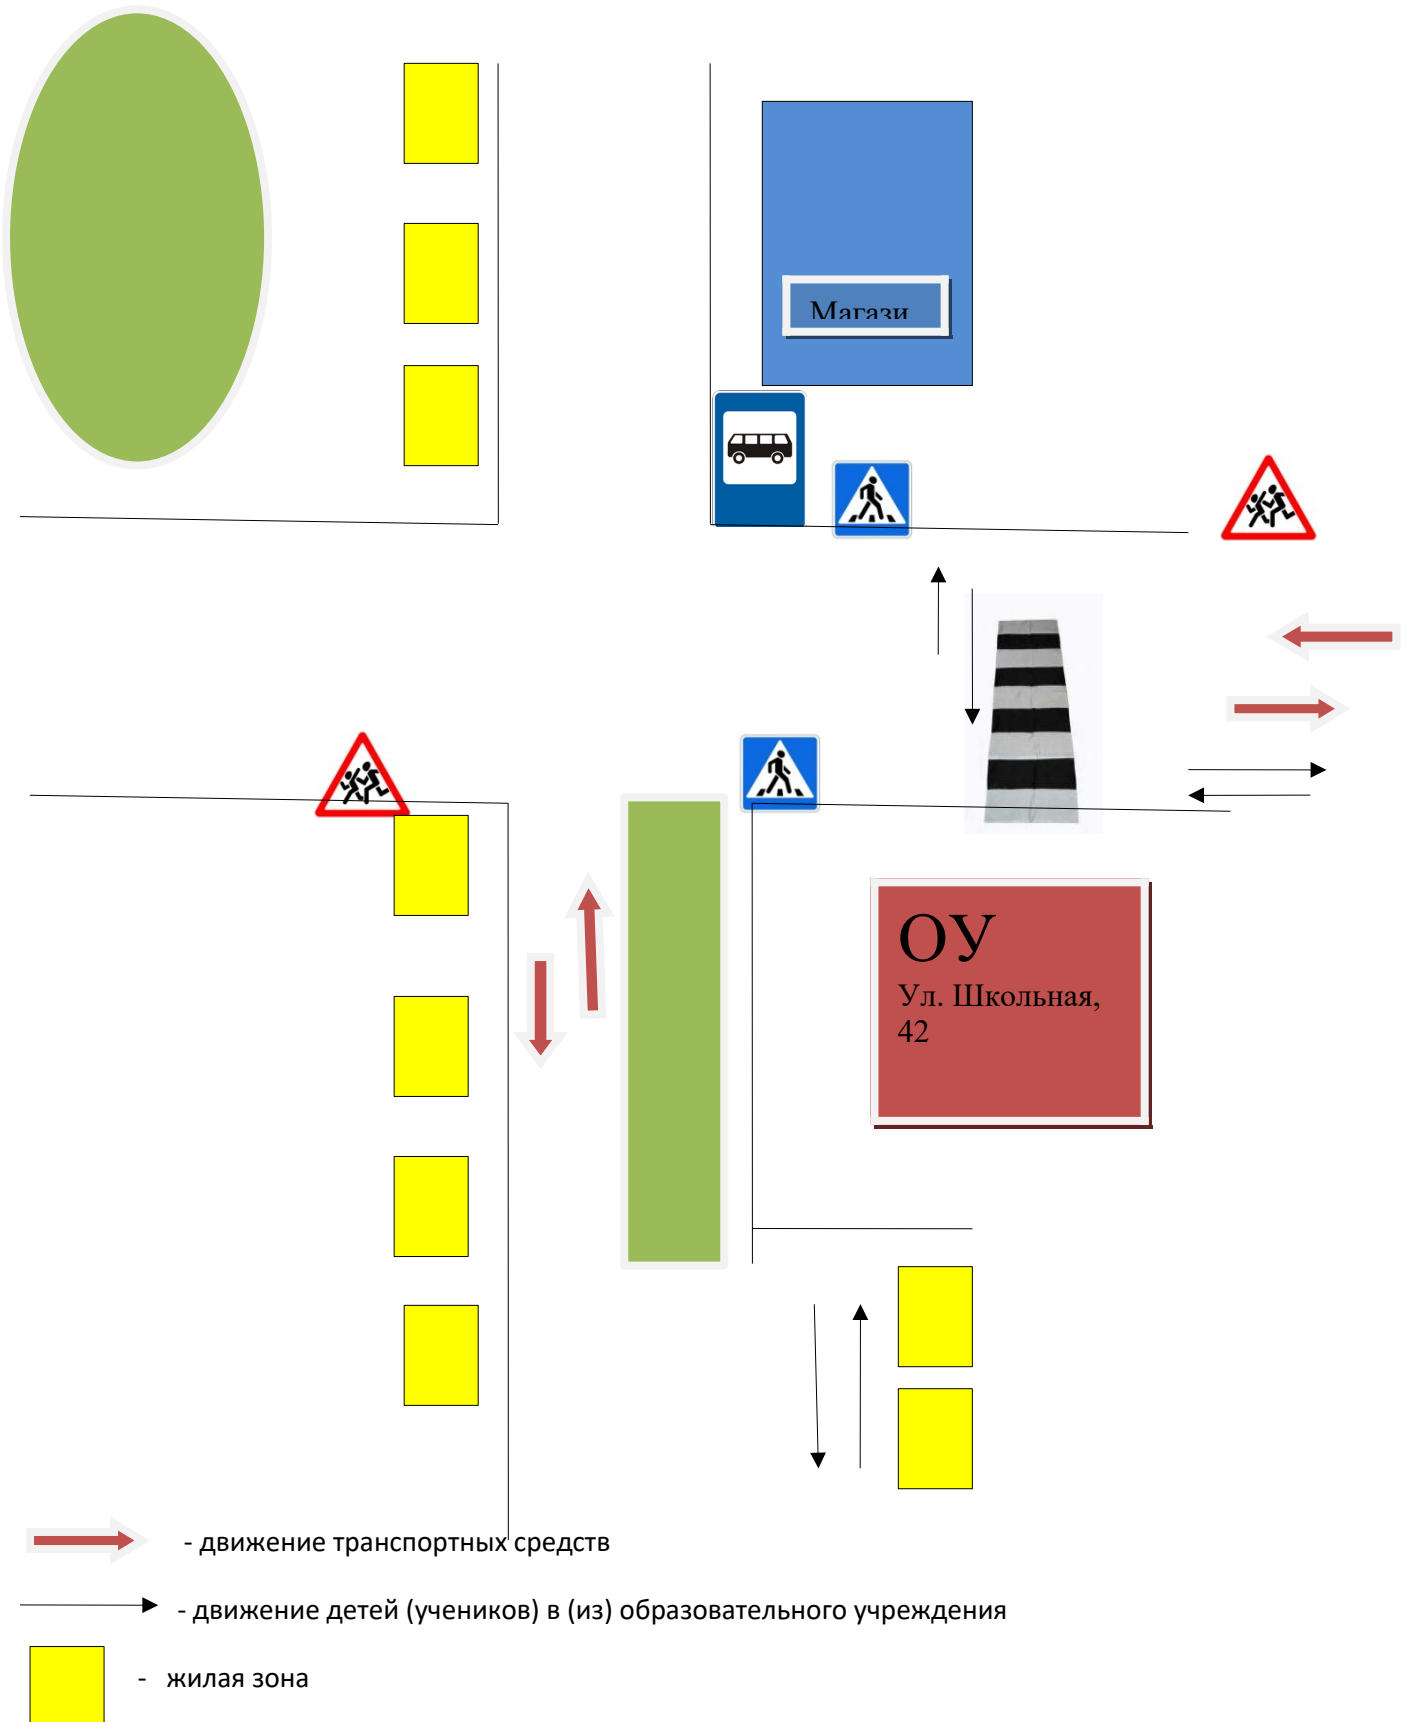 Магази
ОУ
Ул. Школьная,
42
- движение транспортных средств
- движение детей (учеников) в (из) образовательного учреждения
- жилая зона